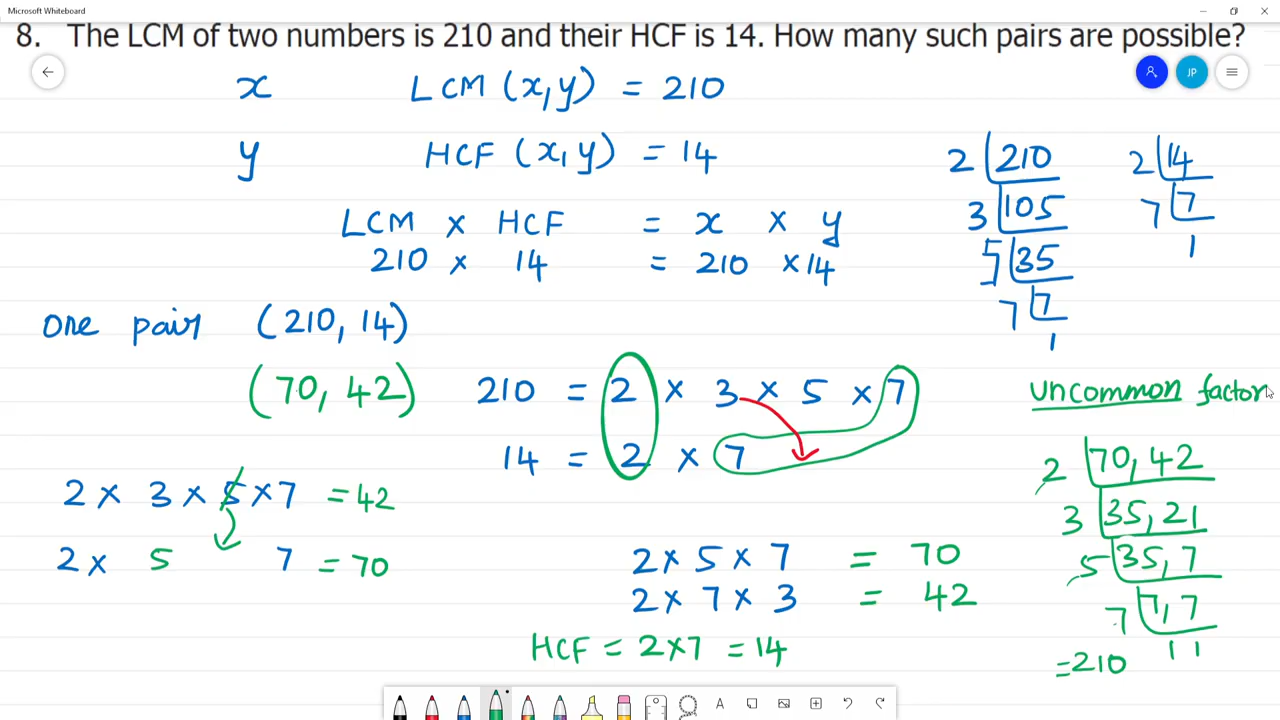 Microsoft Whiteboard
8. The LCM of two numbers is 210 and their HCF is 14. How many such pairs are possible?
JP
x LCM (x,y) = 210
y HCF (x,y) = 14
LCM x HCF = x x y
210 x 14 = 210 x 14
one pair (210, 14)
(70, 42)
210 = 2 x 3 x 5 x 7
14 = 2 x 7
2 x 3 x 5 x 7 = 42
2 x 5 7 = 70
2 x 5 x 7 = 70
2 x 7 x 3 = 42
HCF = 2x7 = 14
2 210
3 105
5 35
7 7
1
2 14
7 7
1
uncommon factor
2 70, 42
3 35, 21
5 35, 7
7 7, 7
1 1
=210
A